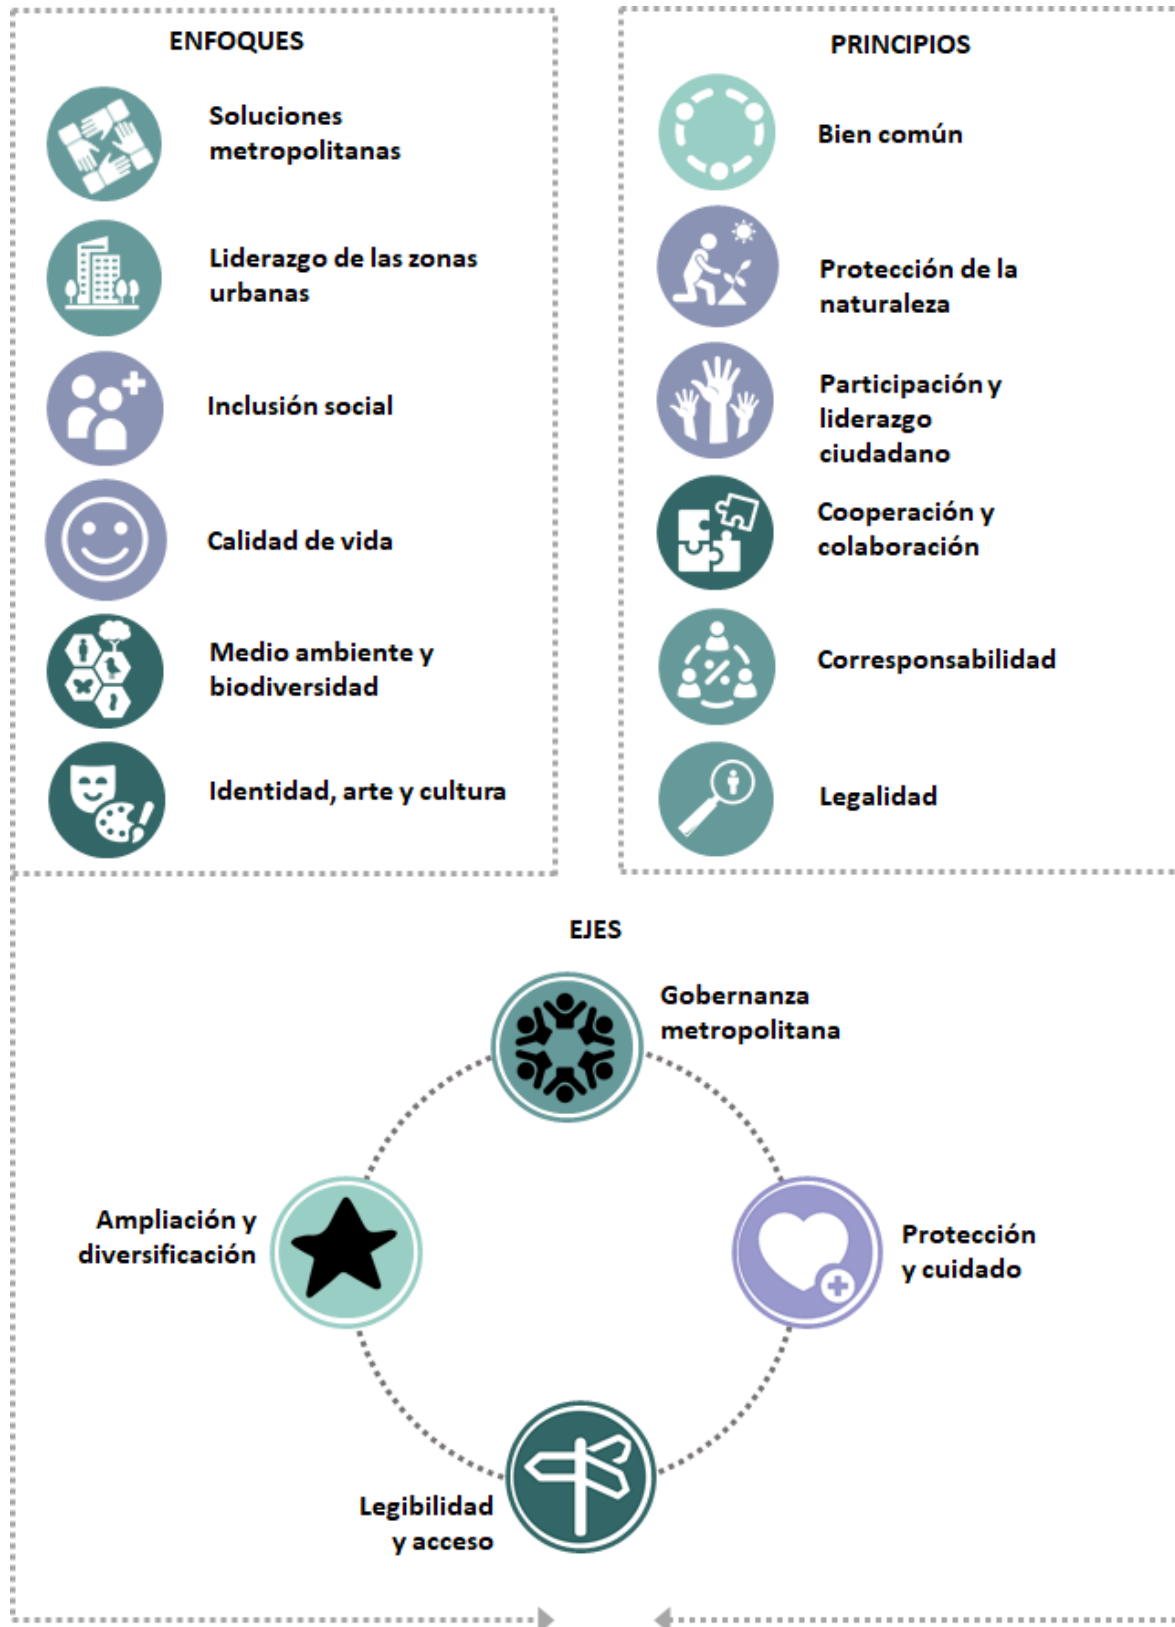 ENFOQUES
Soluciones
metropolitanas
Liderazgo de las zonas
urbanas
Inclusión social
Calidad de vida
Medio ambiente y
biodiversidad
Identidad, arte y cultura
PRINCIPIOS
Bien común
Protección de la
naturaleza
Participación y
liderazgo
ciudadano
Cooperación y
colaboración
Corresponsabilidad
Legalidad
EJES
Gobernanza
metropolitana
Ampliación y
diversificación
Protección
y cuidado
Legibilidad
y acceso